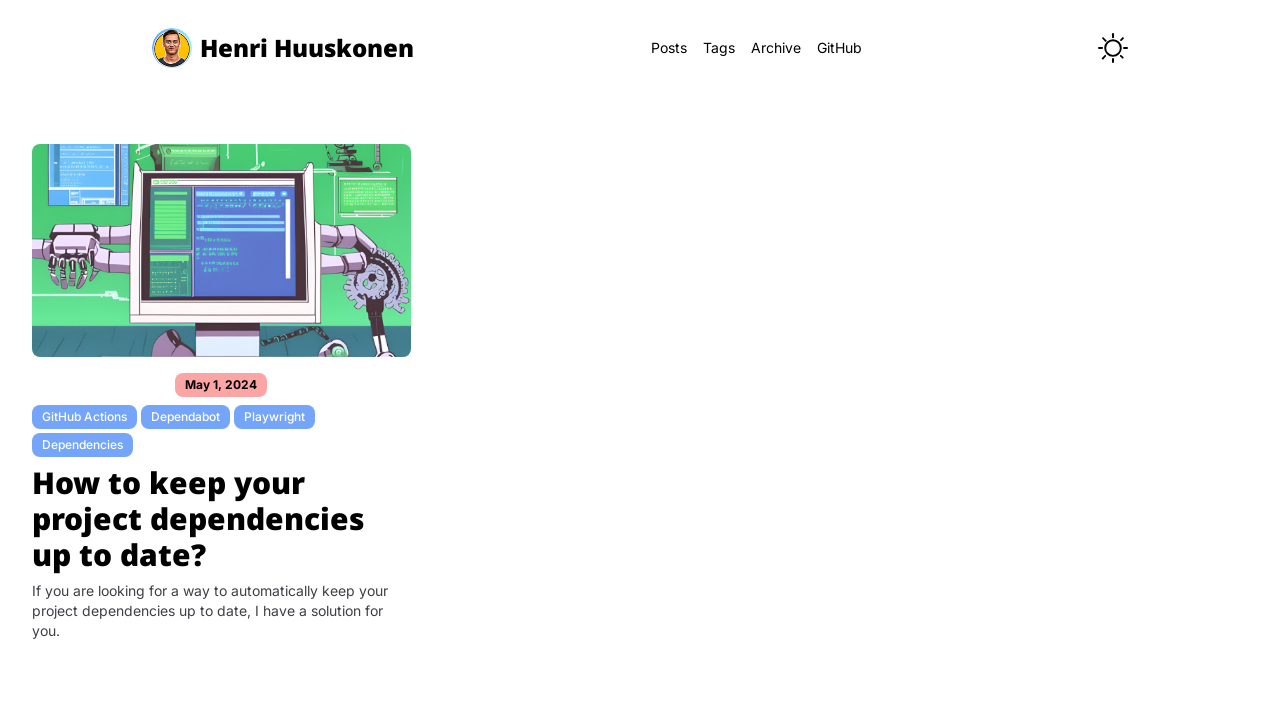 Henri Huuskonen
Posts Tags Archive GitHub
May 1, 2024
GitHub Actions Dependabot Playwright
Dependencies
How to keep your
project dependencies
up to date?
If you are looking for a way to automatically keep your
project dependencies up to date, I have a solution for
you.